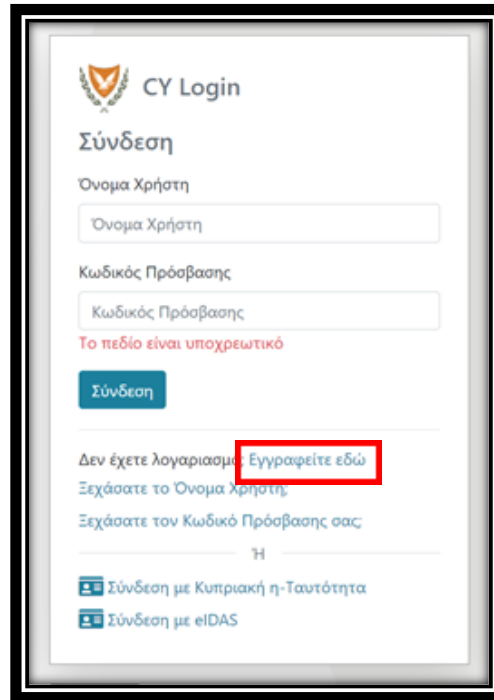 CY Login
Σύνδεση
Όνομα Χρήστη
Όνομα Χρήστη
Κωδικός Πρόσβασης
Κωδικός Πρόσβασης
Το πεδίο είναι υποχρεωτικό
Σύνδεση
Δεν έχετε λογαριασμό; Εγγραφείτε εδώ
Ξεχάσατε το Όνομα Χρήστη;
Ξεχάσατε τον Κωδικό Πρόσβασης σας;
Ή
Σύνδεση με Κυπριακή η-Ταυτότητα
Σύνδεση με eIDAS